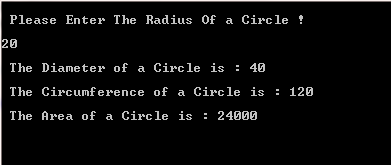 Please Enter The Radius Of a Circle !
20
The Diameter of a Circle is : 40
The Circumference of a Circle is : 120
The Area of a Circle is : 24000